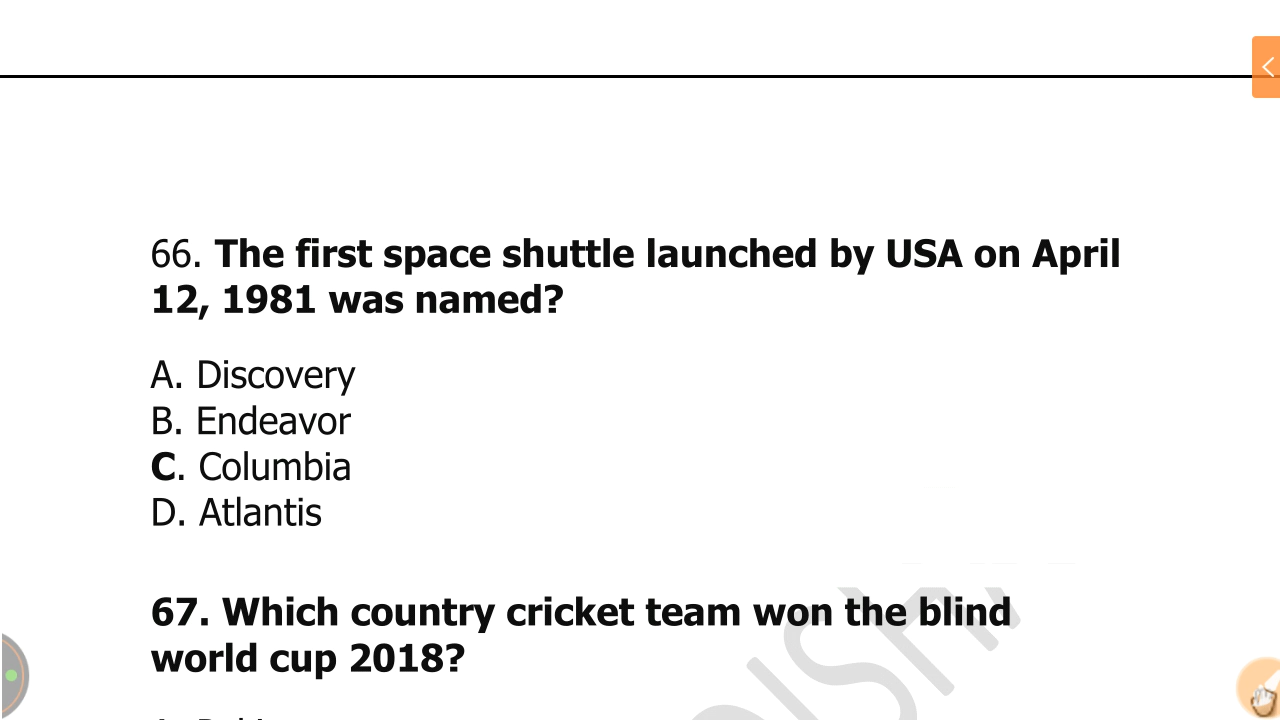 66. The first space shuttle launched by USA on April
12, 1981 was named?
A. Discovery
B. Endeavor
C. Columbia
D. Atlantis
67. Which country cricket team won the blind
world cup 2018?